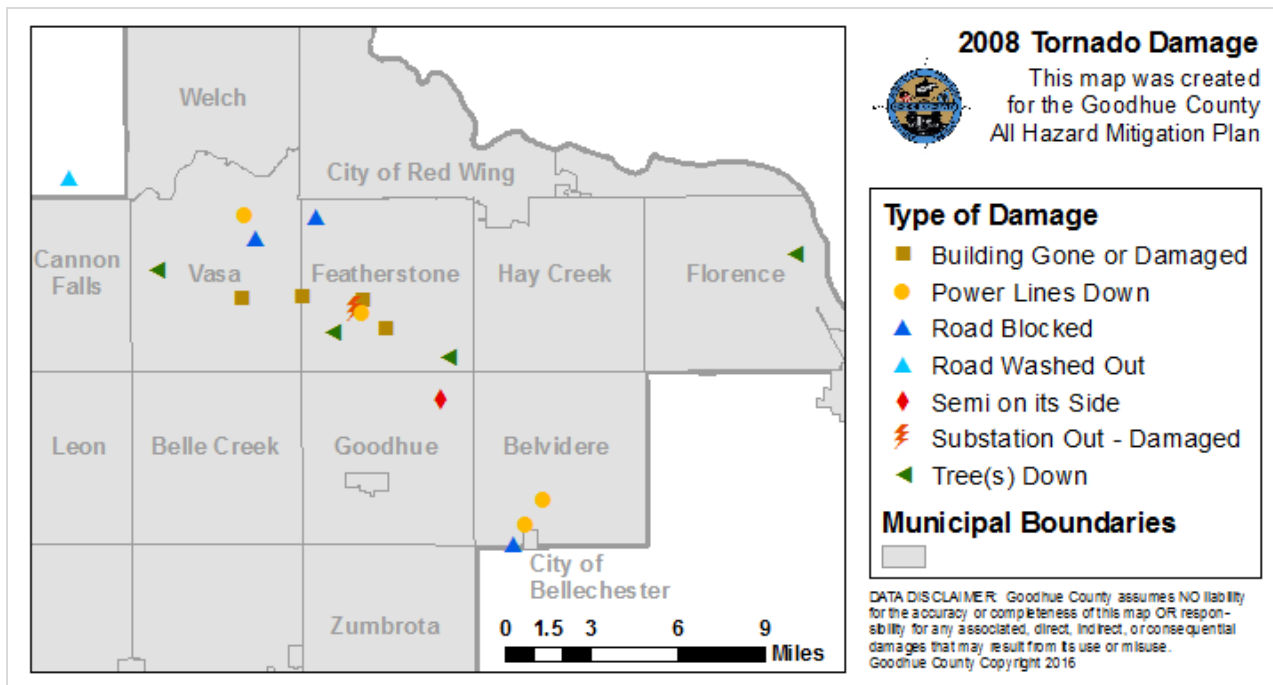 2008 Tornado Damage
This map was created
for the Goodhue County
All Hazard Mitigation Plan
Welch
City of Red Wing
Cannon
Falls
Vasa
Featherstone
Hay Creek
Florence
Leon
Belle Creek
Goodhue
Belvidere
City of
Bellechester
Zumbrota
0 1.5 3 6 9
Miles
Type of Damage
Building Gone or Damaged
Power Lines Down
Road Blocked
Road Washed Out
Semi on its Side
Substation Out - Damaged
Tree(s) Down
Municipal Boundaries
DATA DISCLAIMER: Goodhue County assumes NO liability
for the accuracy or completeness of this map OR respon-
sibility for any associated, direct, indirect, or consequential
damages that may result from its use or misuse.
Goodhue County Copyright 2016